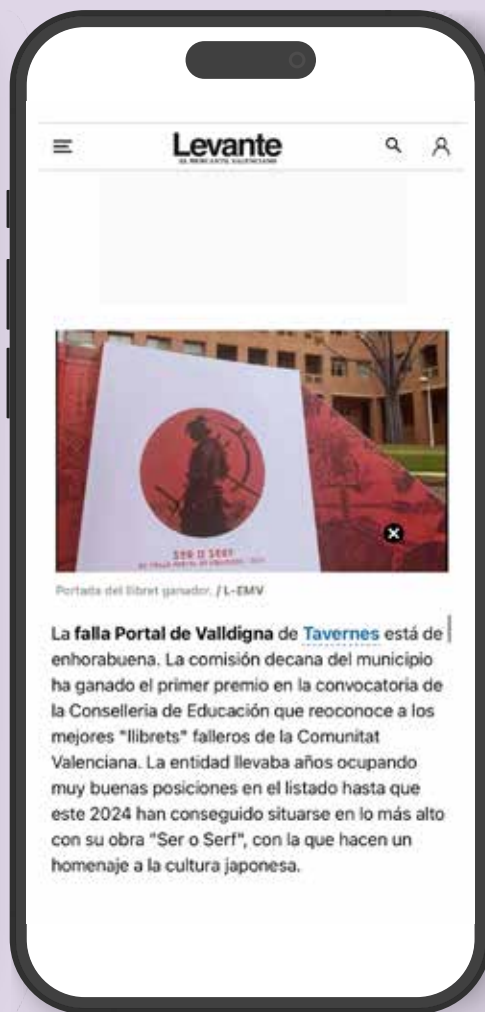 Levante
EL MERCANTIL VALENCIANO
SER O SERF
Portada del llibret ganador. / L-EMV
La falla Portal de Valldigna de Tavernes está de
enhorabuena. La comisión decana del municipio
ha ganado el primer premio en la convocatoria de
la Conselleria de Educación que reoconoce a los
mejores "llibrets" falleros de la Comunitat
Valenciana. La entidad llevaba años ocupando
muy buenas posiciones en el listado hasta que
este 2024 han conseguido situarse en lo más alto
con su obra "Ser o Serf", con la que hacen un
homenaje a la cultura japonesa.